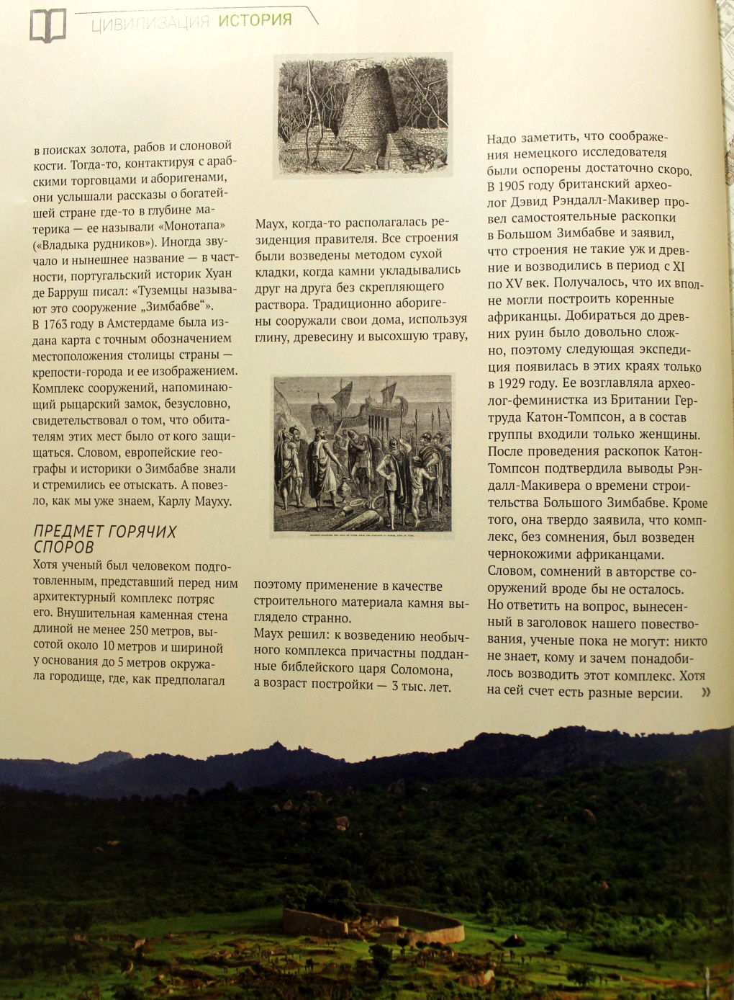 ЦИВИЛИЗАЦИЯ ИСТОРИЯ
в поисках золота, рабов и слоновой
кости. Тогда-то, контактируя с араб-
скими торговцами и аборигенами,
они услышали рассказы о богатей-
шей стране где-то в глубине ма-
терика — ее называли «Монотапа»
(«Владыка рудников»). Иногда зву-
чало и нынешнее название — в част-
ности, португальский историк Хуан
де Барруш писал: «Туземцы называ-
ют это сооружение „Зимбабве“».
В 1763 году в Амстердаме была из-
дана карта с точным обозначением
местоположения столицы страны —
крепости-города и ее изображением.
Комплекс сооружений, напоминаю-
щий рыцарский замок, безусловно,
свидетельствовал о том, что обита-
телям этих мест было от кого защи-
щаться. Словом, европейские гео-
графы и историки о Зимбабве знали
и стремились ее отыскать. А повез-
ло, как мы уже знаем, Карлу Мауху.
ПРЕДМЕТ ГОРЯЧИХ
СПОРОВ
Хотя ученый был человеком подго-
товленным, представший перед ним
архитектурный комплекс потряс
его. Внушительная каменная стена
длиной не менее 250 метров, вы-
сотой около 10 метров и шириной
у основания до 5 метров окружа-
ла городище, где, как предполагал
Маух, когда-то располагалась ре-
зиденция правителя. Все строения
были возведены методом сухой
кладки, когда камни укладывались
друг на друга без скрепляющего
раствора. Традиционно абориге-
ны сооружали свои дома, используя
глину, древесину и высохшую траву,
поэтому применение в качестве
строительного материала камня вы-
глядело странно.
Маух решил: к возведению необыч-
ного комплекса причастны поддан-
ные библейского царя Соломона,
а возраст постройки — 3 тыс. лет.
Надо заметить, что соображе-
ния немецкого исследователя
были оспорены достаточно скоро.
В 1905 году британский архео-
лог Дэвид Рэндалл-Макивер про-
вел самостоятельные раскопки
в Большом Зимбабве и заявил,
что строения не такие уж и древ-
ние и возводились в период с XI
по XV век. Получалось, что их впол-
не могли построить коренные
африканцы. Добираться до древ-
них руин было довольно слож-
но, поэтому следующая экспеди-
ция появилась в этих краях только
в 1929 году. Ее возглавляла архео-
лог-феминистка из Британии Гер-
труда Катон-Томпсон, а в состав
группы входили только женщины.
После проведения раскопок Катон-
Томпсон подтвердила выводы Рэн-
далл-Макивера о времени строи-
тельства Большого Зимбабве. Кроме
того, она твердо заявила, что комп-
лекс, без сомнения, был возведен
чернокожими африканцами.
Словом, сомнений в авторстве со-
оружений вроде бы не осталось.
Но ответить на вопрос, вынесен-
ный в заголовок нашего повество-
вания, ученые пока не могут: никто
не знает, кому и зачем понадоби-
лось возводить этот комплекс. Хотя
на сей счет есть разные версии. »